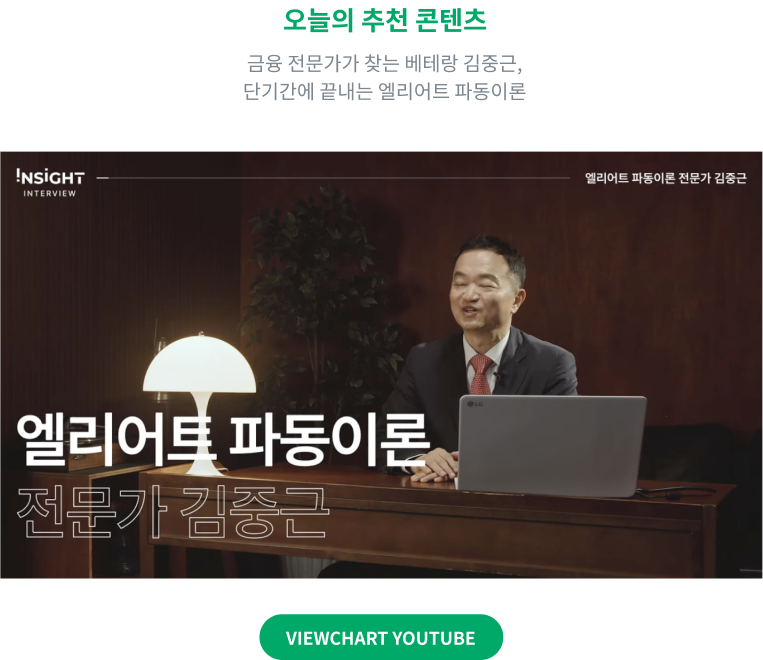 오늘의 추천 콘텐츠
금융 전문가가 찾는 베테랑 김중근,
단기간에 끝내는 엘리어트 파동이론
INSIGHT
INTERVIEW
엘리어트 파동이론 전문가 김중근
LG
엘리어트 파동이론
전문가 김중근
VIEWCHART YOUTUBE